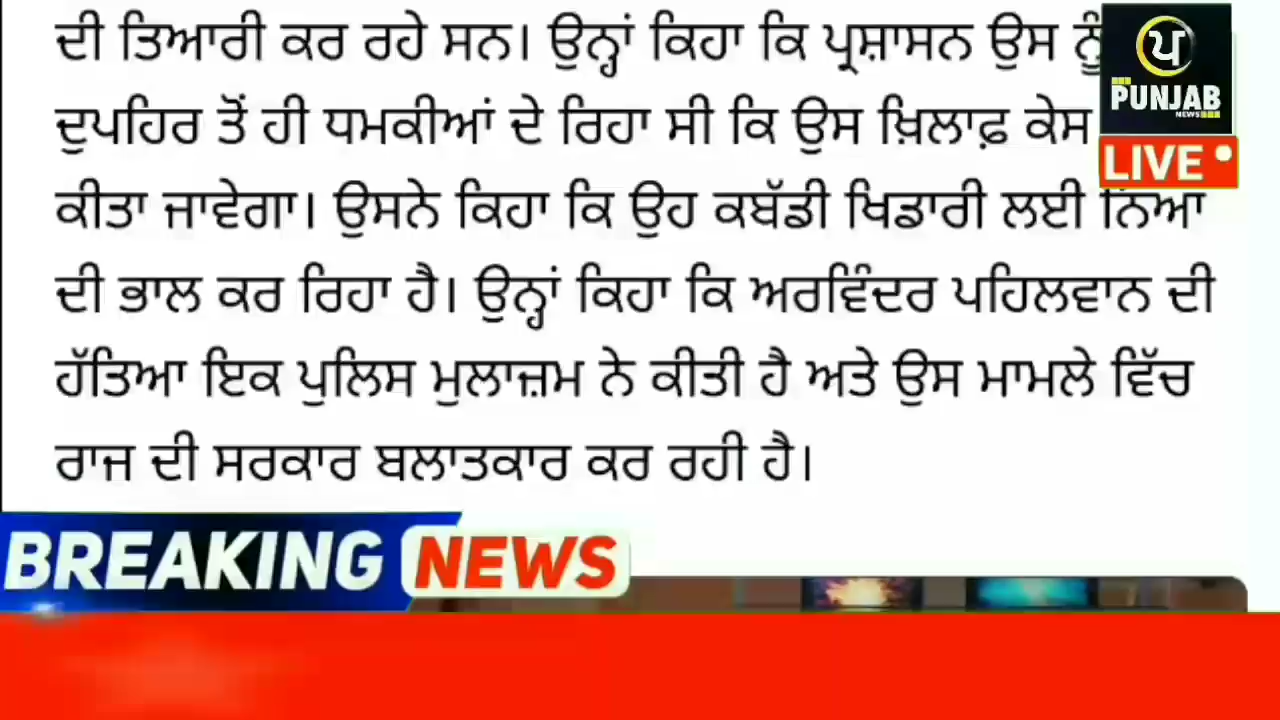 ਦੀ ਤਿਆਰੀ ਕਰ ਰਹੇ ਸਨ। ਉਨ੍ਹਾਂ ਕਿਹਾ ਕਿ ਪ੍ਰਸ਼ਾਸਨ ਉਸ ਨੂੰ
ਦੁਪਹਿਰ ਤੋਂ ਹੀ ਧਮਕੀਆਂ ਦੇ ਰਿਹਾ ਸੀ ਕਿ ਉਸ ਖ਼ਿਲਾਫ਼ ਕੇਸ
ਕੀਤਾ ਜਾਵੇਗਾ। ਉਸਨੇ ਕਿਹਾ ਕਿ ਉਹ ਕਬੱਡੀ ਖਿਡਾਰੀ ਲਈ ਨਿਆਂ
ਦੀ ਭਾਲ ਕਰ ਰਿਹਾ ਹੈ। ਉਨ੍ਹਾਂ ਕਿਹਾ ਕਿ ਅਰਵਿੰਦਰ ਪਹਿਲਵਾਨ ਦੀ
ਹੱਤਿਆ ਇਕ ਪੁਲਿਸ ਮੁਲਾਜ਼ਮ ਨੇ ਕੀਤੀ ਹੈ ਅਤੇ ਉਸ ਮਾਮਲੇ ਵਿੱਚ
ਰਾਜ ਦੀ ਸਰਕਾਰ ਬਲਾਤਕਾਰ ਕਰ ਰਹੀ ਹੈ।
ਪ
PUNJAB
NEWS
LIVE
BREAKING NEWS